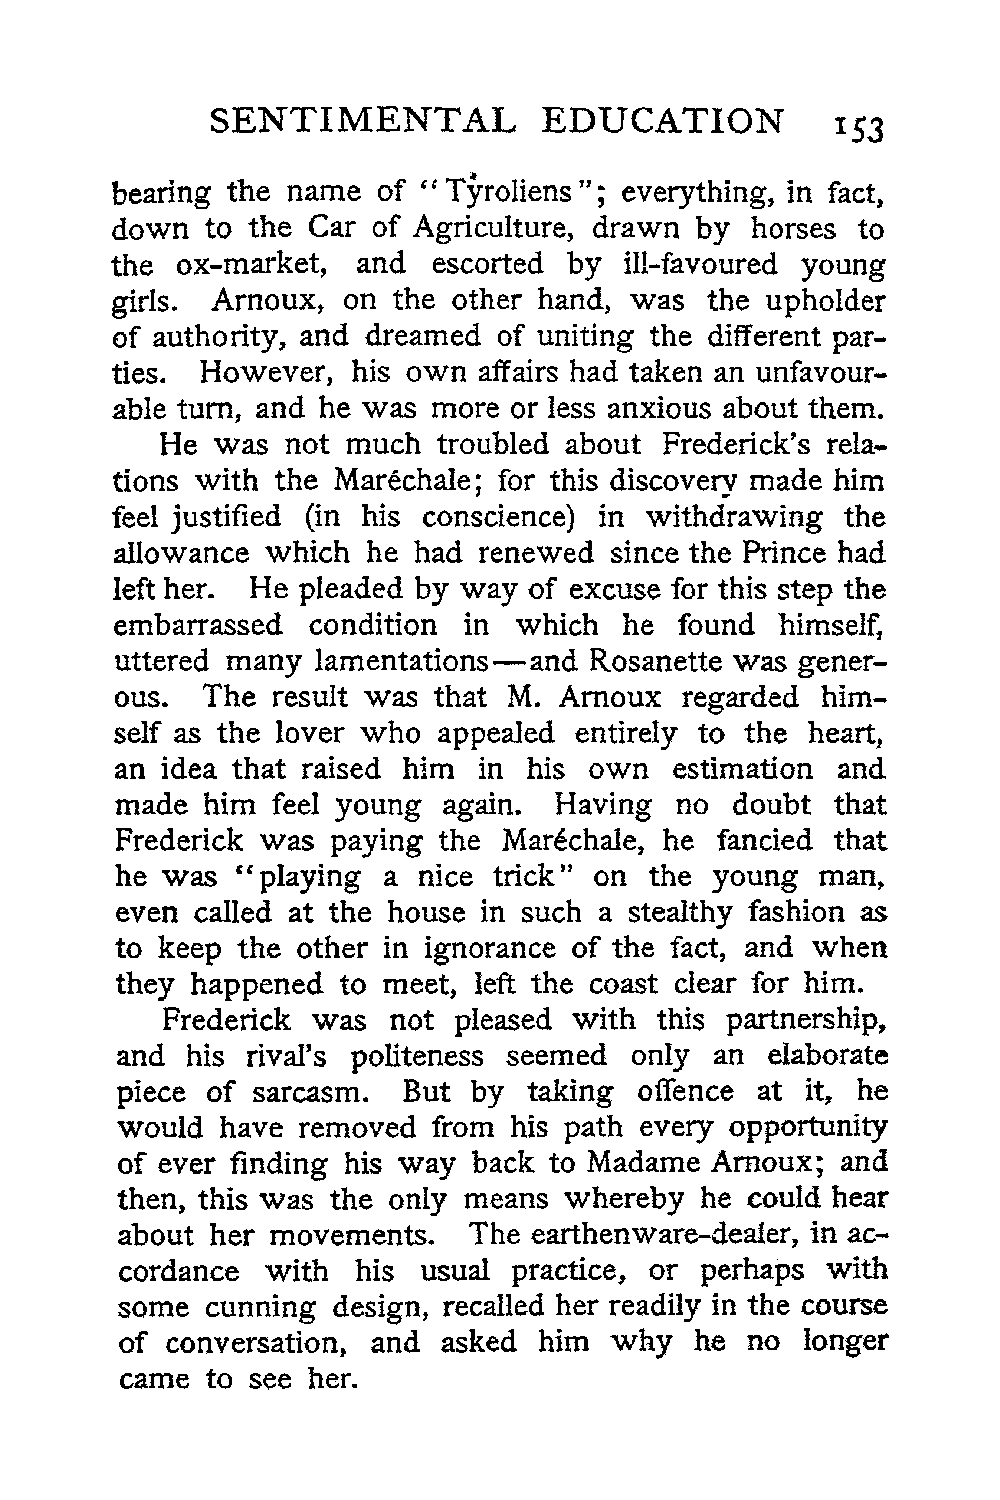 SENTIMENTAL EDUCATION 153
bearing the name of “Tyroliens”; everything, in fact,
down to the Car of Agriculture, drawn by horses to
the ox-market, and escorted by ill-favoured young
girls. Arnoux, on the other hand, was the upholder
of authority, and dreamed of uniting the different par-
ties. However, his own affairs had taken an unfavour-
able turn, and he was more or less anxious about them.
He was not much troubled about Frederick's rela-
tions with the Maréchale; for this discovery made him
feel justified (in his conscience) in withdrawing the
allowance which he had renewed since the Prince had
left her. He pleaded by way of excuse for this step the
embarrassed condition in which he found himself,
uttered many lamentations—and Rosanette was gener-
ous. The result was that M. Arnoux regarded him-
self as the lover who appealed entirely to the heart,
an idea that raised him in his own estimation and
made him feel young again. Having no doubt that
Frederick was paying the Maréchale, he fancied that
he was “playing a nice trick” on the young man,
even called at the house in such a stealthy fashion as
to keep the other in ignorance of the fact, and when
they happened to meet, left the coast clear for him.
Frederick was not pleased with this partnership,
and his rival's politeness seemed only an elaborate
piece of sarcasm. But by taking offence at it, he
would have removed from his path every opportunity
of ever finding his way back to Madame Arnoux; and
then, this was the only means whereby he could hear
about her movements. The earthenware-dealer, in ac-
cordance with his usual practice, or perhaps with
some cunning design, recalled her readily in the course
of conversation, and asked him why he no longer
came to see her.